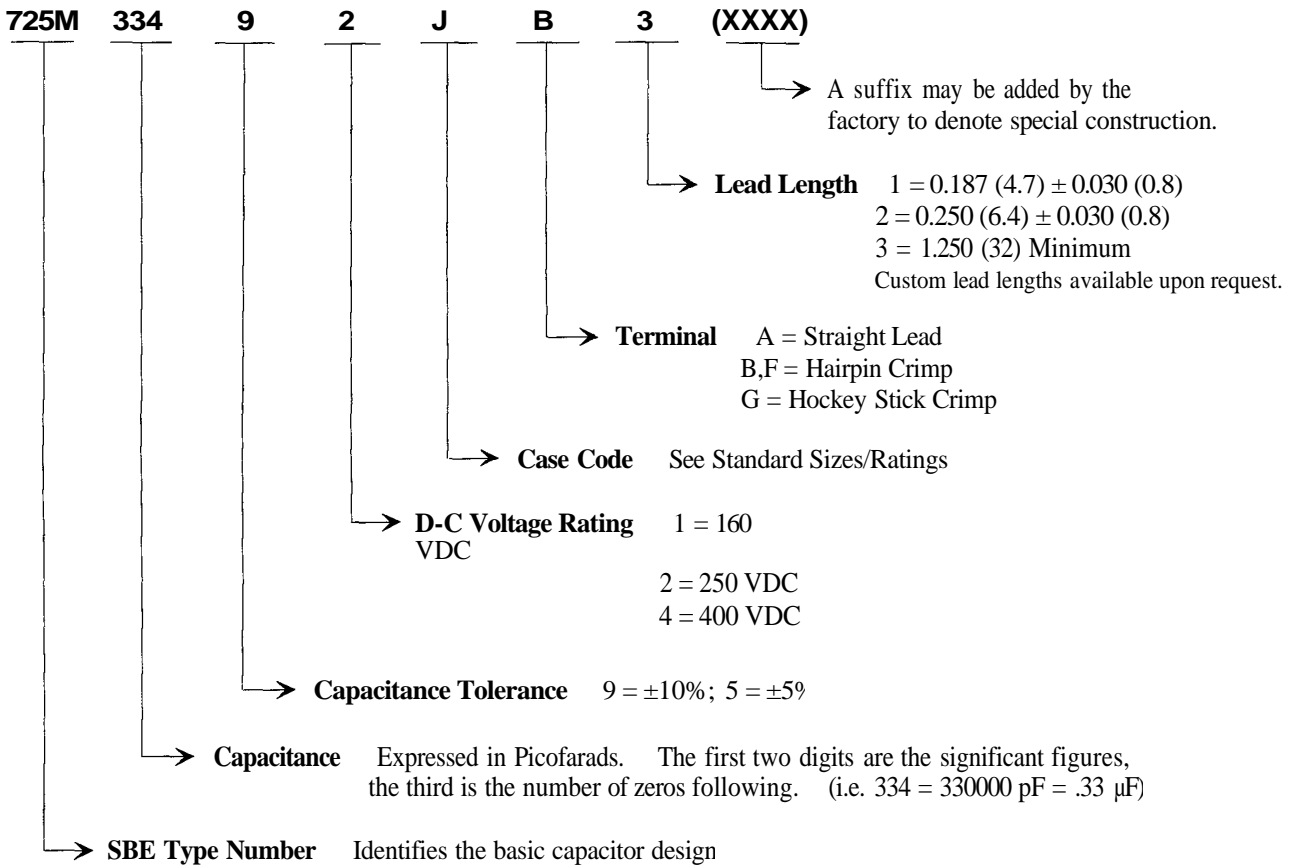 725M 334 9 2 J B 3 (XXXX)
A suffix may be added by the
factory to denote special construction.
Lead Length 1 = 0.187 (4.7) ± 0.030 (0.8)
2 = 0.250 (6.4) ± 0.030 (0.8)
3 = 1.250 (32) Minimum
Custom lead lengths available upon request.
Terminal A = Straight Lead
B,F = Hairpin Crimp
G = Hockey Stick Crimp
Case Code See Standard Sizes/Ratings
D-C Voltage Rating 1 = 160
VDC
2 = 250 VDC
4 = 400 VDC
Capacitance Tolerance 9 = ±10%; 5 = ±5%
Capacitance Expressed in Picofarads. The first two digits are the significant figures,
the third is the number of zeros following. (i.e. 334 = 330000 pF = .33 µF)
SBE Type Number Identifies the basic capacitor design